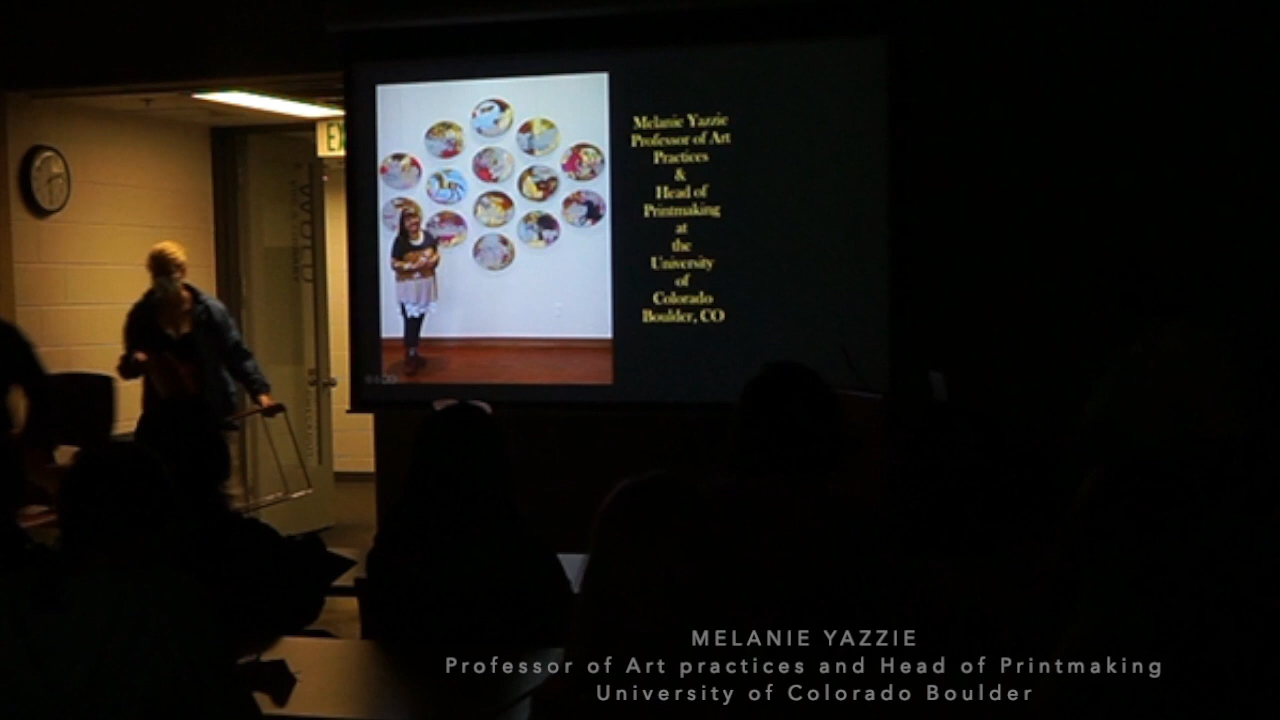 Melanie Yazzie
Professor of Art
Practices
&
Head of
Printmaking
at
the
University
of
Colorado
Boulder, CO
MELANIE YAZZIE
Professor of Art practices and Head of Printmaking
University of Colorado Boulder